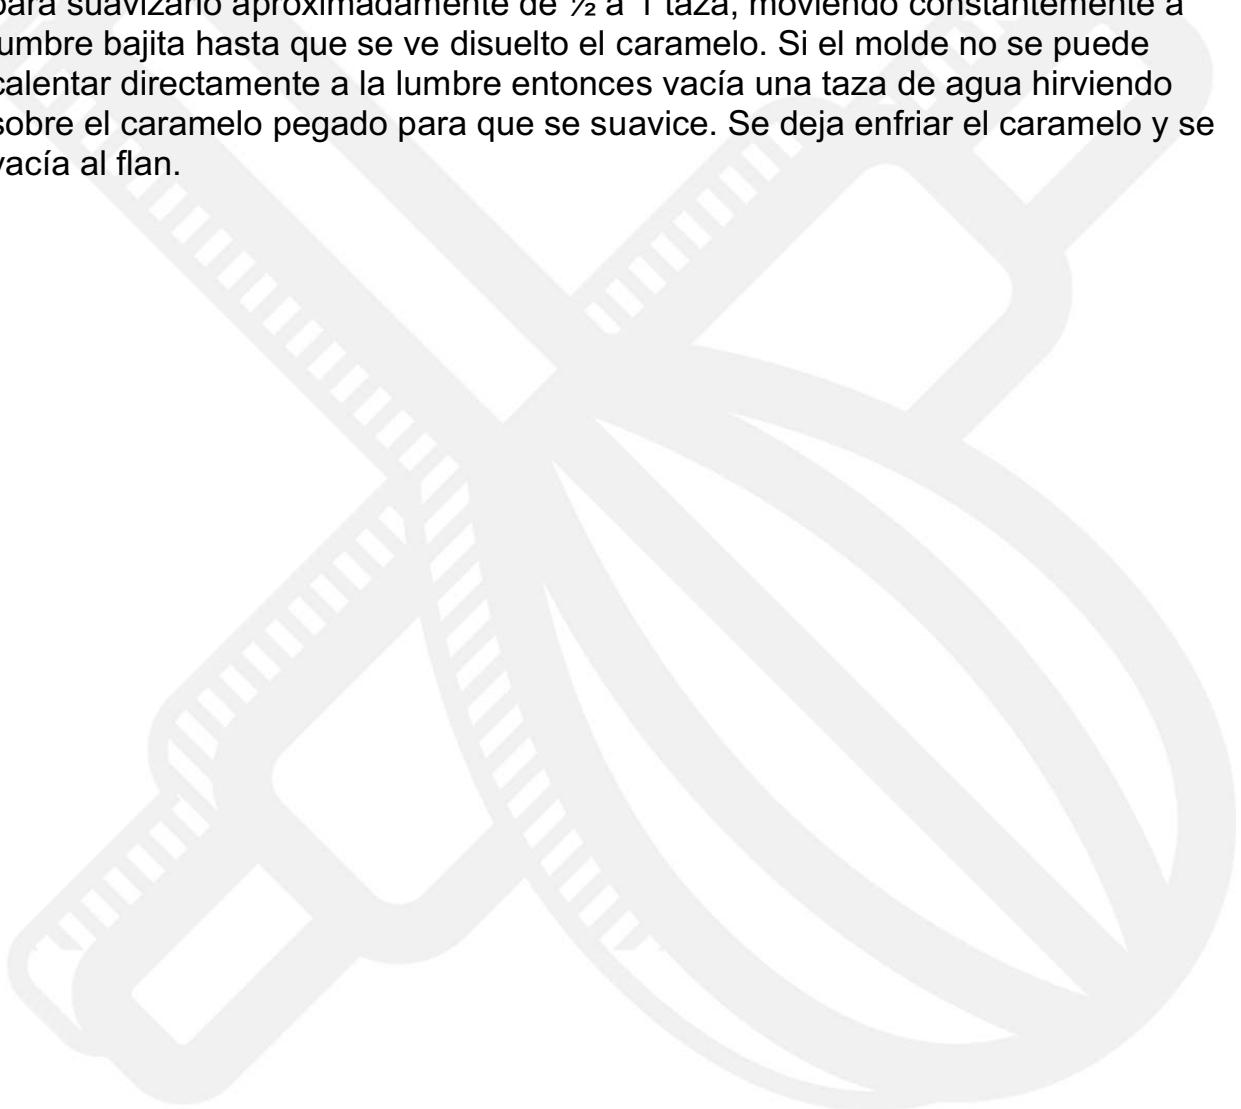 para suavizarlo aproximadamente de ½ a 1 taza, moviendo constantemente a
lumbre bajita hasta que se ve disuelto el caramelo. Si el molde no se puede
calentar directamente a la lumbre entonces vacía una taza de agua hirviendo
sobre el caramelo pegado para que se suavice. Se deja enfriar el caramelo y se
vacía al flan.